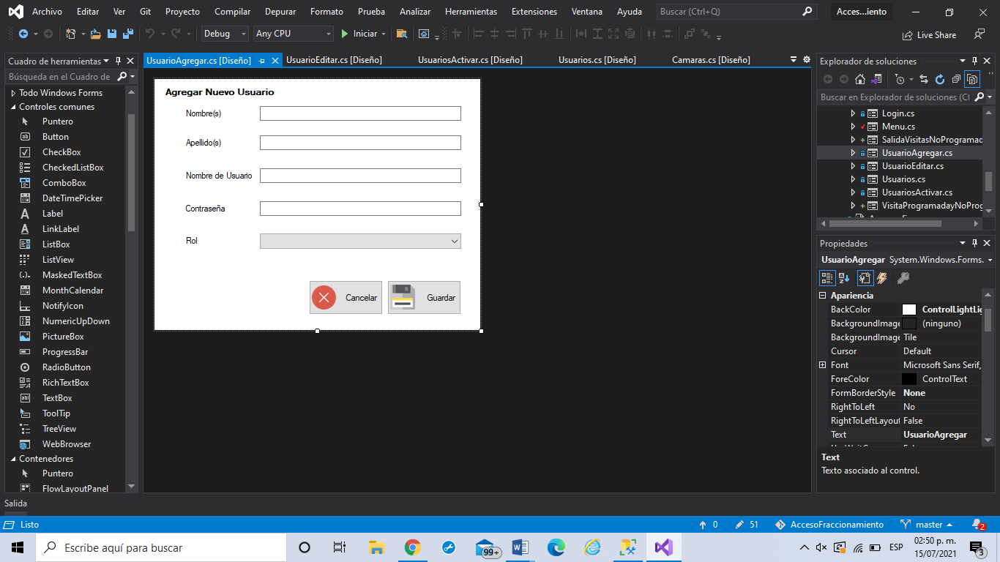 Archivo Editar Ver Git Proyecto Compilar Depurar Formato Prueba Analizar Herramientas Extensiones Ventana Ayuda Buscar (Ctrl+Q) Acces...iento
Debug Any CPU Iniciar Live Share
Cuadro de herramientas
Búsqueda en el Cuadro de
Todo Windows Forms
Controles comunes
Puntero
Button
CheckBox
CheckedListBox
ComboBox
DateTimePicker
Label
LinkLabel
ListBox
ListView
MaskedTextBox
MonthCalendar
NotifyIcon
NumericUpDown
PictureBox
ProgressBar
RadioButton
RichTextBox
TextBox
ToolTip
TreeView
WebBrowser
Contenedores
Puntero
FlowLayoutPanel
UsuarioAgregar.cs [Diseño] UsuarioEditar.cs [Diseño] UsuariosActivar.cs [Diseño] Usuarios.cs [Diseño] Camaras.cs [Diseño]
Agregar Nuevo Usuario
Nombre(s)
Apellido(s)
Nombre de Usuario
Contraseña
Rol
Cancelar Guardar
Explorador de soluciones
Buscar en Explorador de soluciones (Ct
Login.cs
Menu.cs
SalidaVisitasNoProgramad
UsuarioAgregar.cs
UsuarioEditar.cs
Usuarios.cs
UsuariosActivar.cs
VisitaProgramadayNoProg
Propiedades
UsuarioAgregar System.Windows.Forms.
Apariencia
BackColor ControlLightLig
BackgroundImage (ninguno)
BackgroundImage Tile
Cursor Default
Font Microsoft Sans Serif,
ForeColor ControlText
FormBorderStyle None
RightToLeft No
RightToLeftLayout False
Text UsuarioAgregar
Text
Texto asociado al control.
Salida
Listo 0 51 AccesoFraccionamiento master 2
Escribe aquí para buscar 99+ ESP 02:50 p. m.
15/07/2021 3